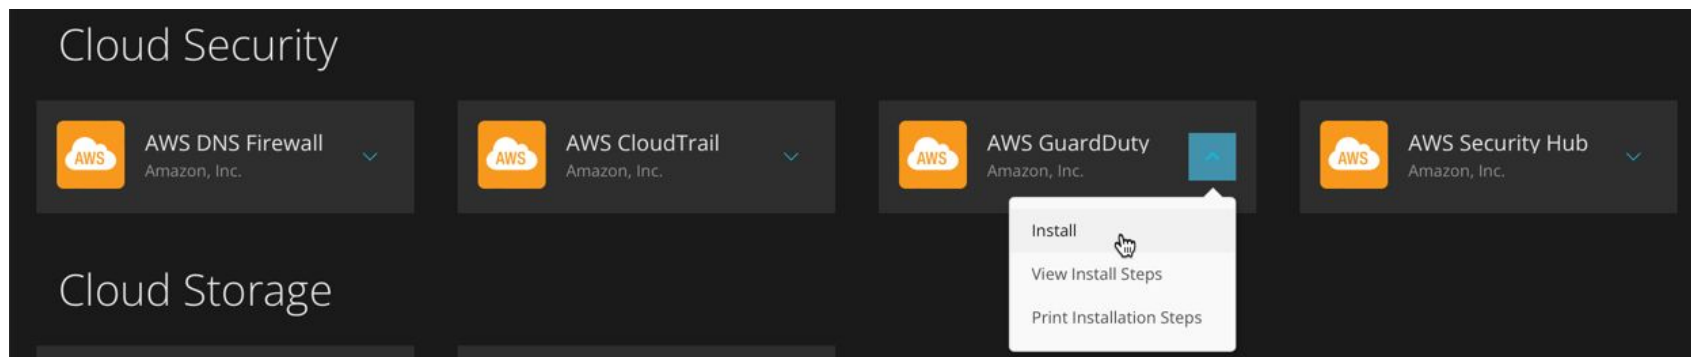 Cloud Security
AWS
AWS DNS Firewall
Amazon, Inc.
AWS
AWS CloudTrail
Amazon, Inc.
AWS
AWS GuardDuty
Amazon, Inc.
AWS
AWS Security Hub
Amazon, Inc.
Install
View Install Steps
Print Installation Steps
Cloud Storage